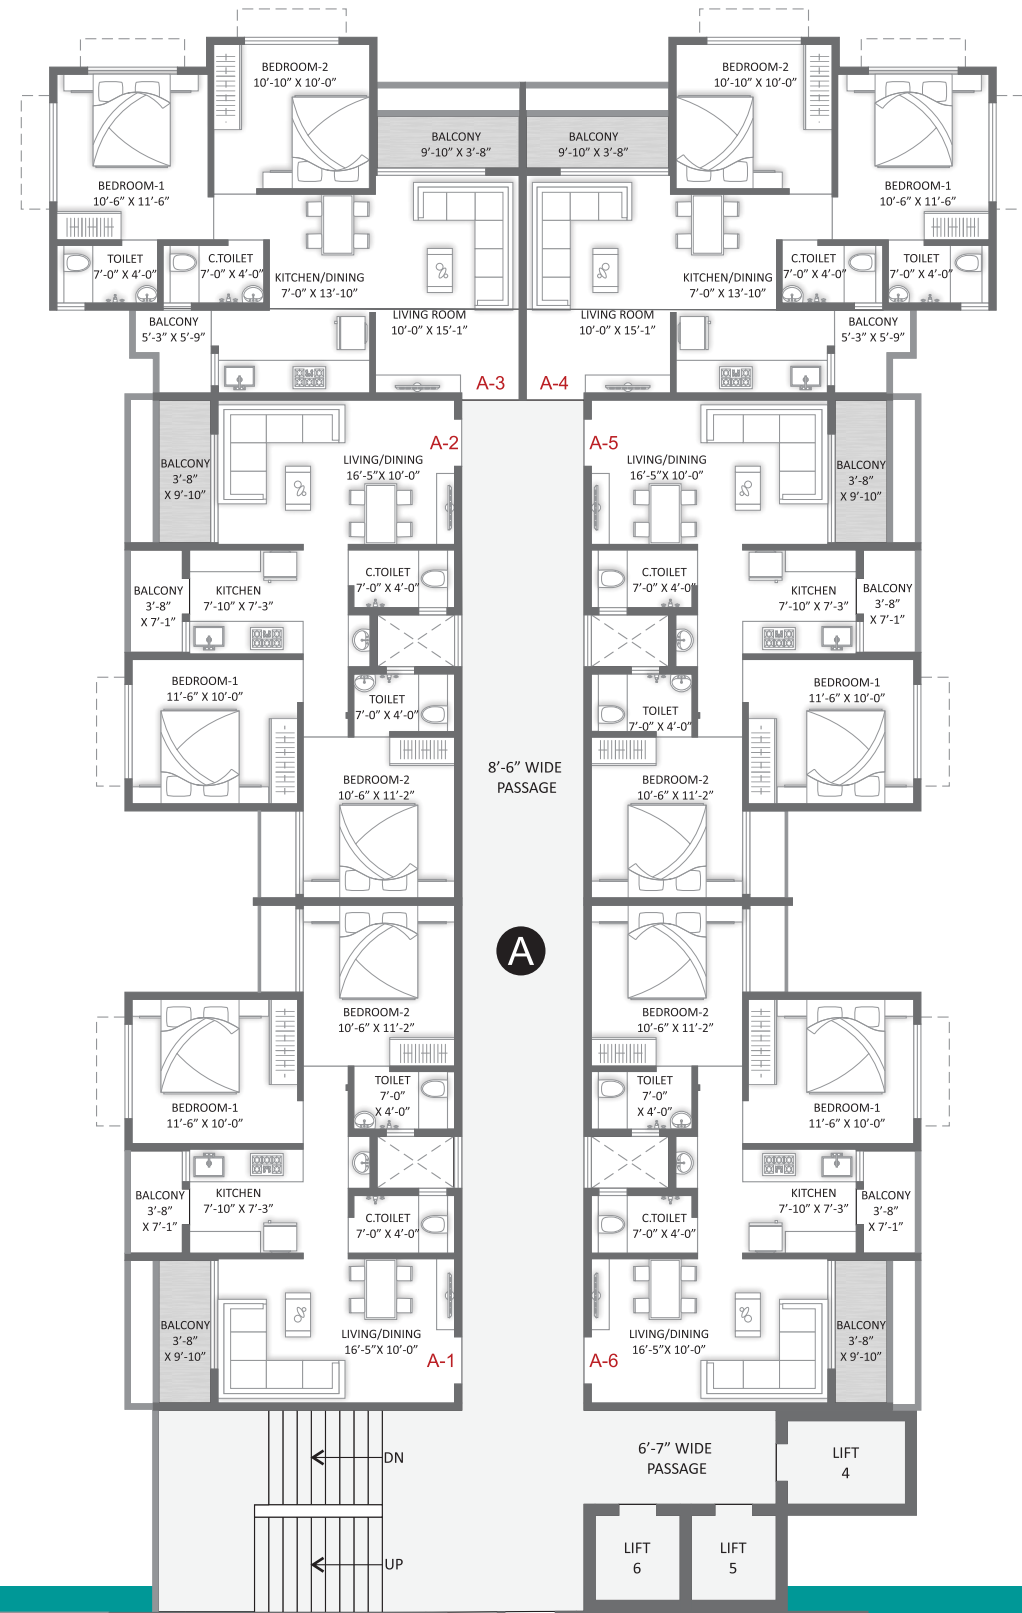 BEDROOM-2
10'-10" X 10'-0"
BEDROOM-2
10'-10" X 10'-0"
BALCONY
9'-10" X 3'-8"
BALCONY
9'-10" X 3'-8"
BEDROOM-1
10'-6" X 11'-6"
BEDROOM-1
10'-6" X 11'-6"
TOILET
7'-0" X 4'-0"
C.TOILET
7'-0" X 4'-0"
KITCHEN/DINING
7'-0" X 13'-10"
KITCHEN/DINING
7'-0" X 13'-10"
C.TOILET
7'-0" X 4'-0"
TOILET
7'-0" X 4'-0"
BALCONY
5'-3" X 5'-9"
LIVING ROOM
10'-0" X 15'-1"
LIVING ROOM
10'-0" X 15'-1"
BALCONY
5'-3" X 5'-9"
A-3
A-4
A-2
A-5
BALCONY
3'-8"
X 9'-10"
LIVING/DINING
16'-5"X 10'-0"
LIVING/DINING
16'-5"X 10'-0"
BALCONY
3'-8"
X 9'-10"
BALCONY
3'-8"
X 7'-1"
KITCHEN
7'-10" X 7'-3"
C.TOILET
7'-0" X 4'-0"
C.TOILET
7'-0" X 4'-0"
KITCHEN
7'-10" X 7'-3"
BALCONY
3'-8"
X 7'-1"
BEDROOM-1
11'-6" X 10'-0"
TOILET
7'-0" X 4'-0"
TOILET
7'-0" X 4'-0"
BEDROOM-1
11'-6" X 10'-0"
BEDROOM-2
10'-6" X 11'-2"
8'-6" WIDE
PASSAGE
BEDROOM-2
10'-6" X 11'-2"
A
BEDROOM-2
10'-6" X 11'-2"
BEDROOM-2
10'-6" X 11'-2"
BEDROOM-1
11'-6" X 10'-0"
TOILET
7'-0"
X 4'-0"
TOILET
7'-0"
X 4'-0"
BEDROOM-1
11'-6" X 10'-0"
BALCONY
3'-8"
X 7'-1"
KITCHEN
7'-10" X 7'-3"
C.TOILET
7'-0" X 4'-0"
C.TOILET
7'-0" X 4'-0"
KITCHEN
7'-10" X 7'-3"
BALCONY
3'-8"
X 7'-1"
BALCONY
3'-8"
X 9'-10"
LIVING/DINING
16'-5"X 10'-0"
A-1
LIVING/DINING
16'-5"X 10'-0"
A-6
BALCONY
3'-8"
X 9'-10"
DN
UP
6'-7" WIDE
PASSAGE
LIFT
4
LIFT
6
LIFT
5